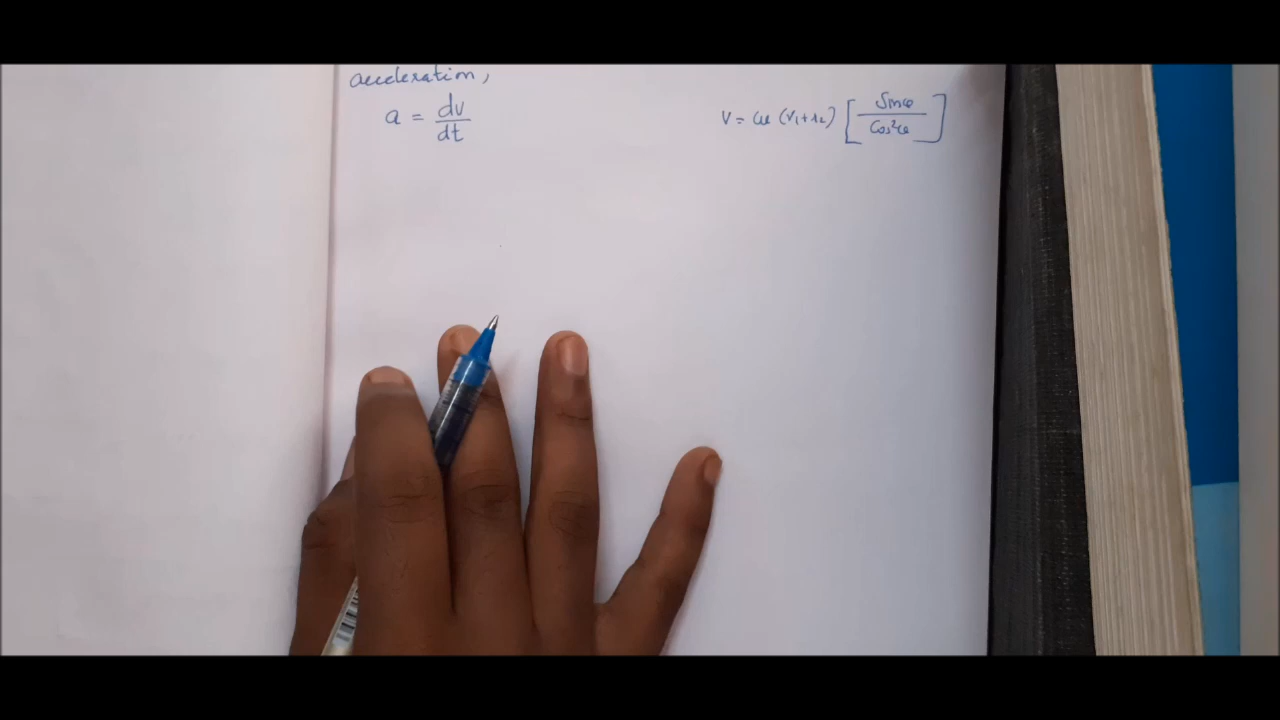 acceleration,
a = dv/dt
V = ω (r1+r2) [ Sinθ / Cos²θ ]